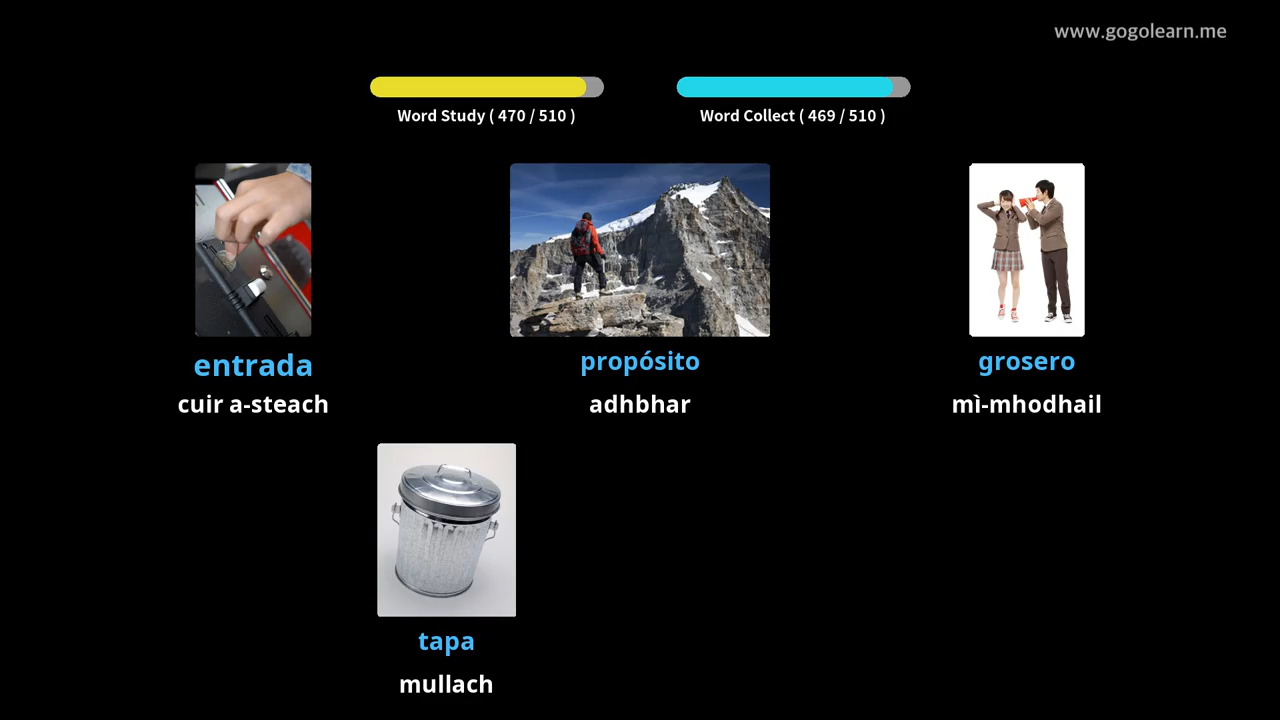 www.gogolearn.me
Word Study ( 470 / 510 )
Word Collect ( 469 / 510 )
entrada
cuir a-steach
propósito
adhbhar
grosero
mì-mhodhail
tapa
mullach